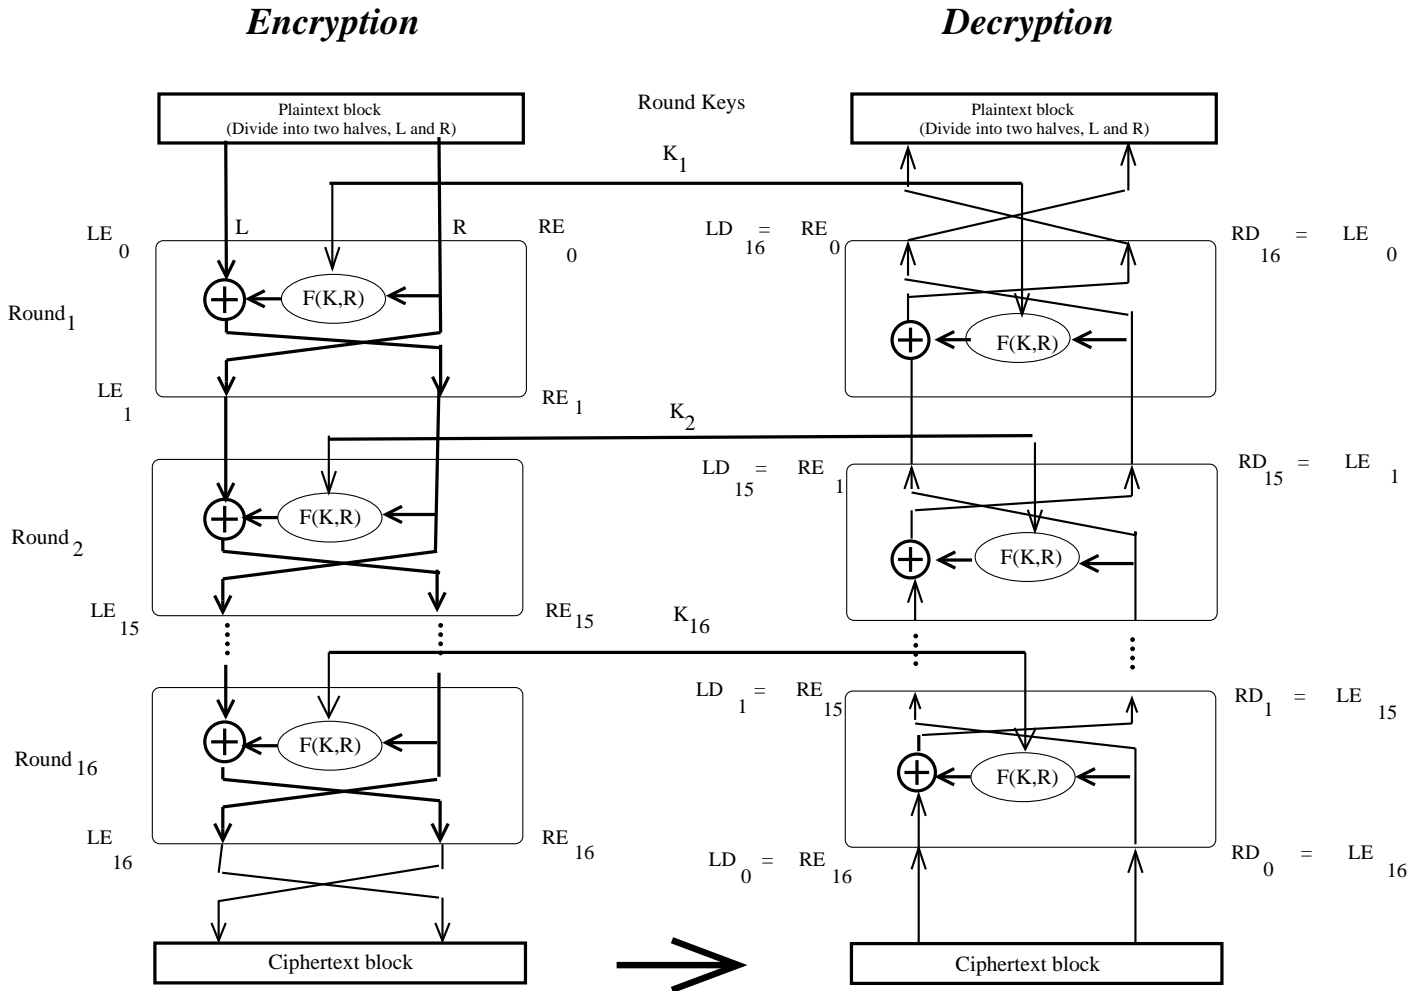 Encryption
Decryption
Plaintext block
(Divide into two halves, L and R)
Round Keys
Plaintext block
(Divide into two halves, L and R)
K1
LE0
L
R
RE0
LD16 = RE0
RD16 = LE0
F(K,R)
Round1
F(K,R)
LE1
RE1
K2
LD15 = RE1
RD15 = LE1
F(K,R)
Round2
F(K,R)
LE15
RE15
K16
LD1 = RE15
RD1 = LE15
F(K,R)
Round16
F(K,R)
LE16
RE16
LD0 = RE16
RD0 = LE16
Ciphertext block
Ciphertext block